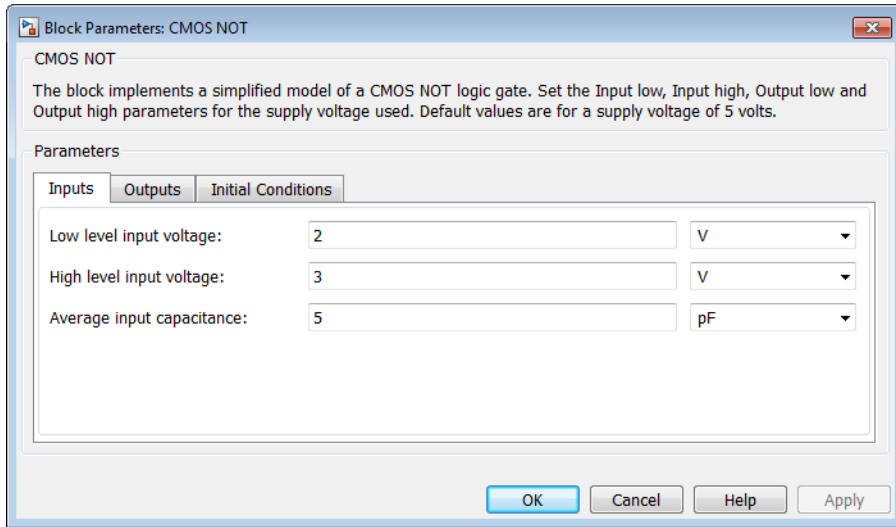 Block Parameters: CMOS NOT
CMOS NOT
The block implements a simplified model of a CMOS NOT logic gate. Set the Input low, Input high, Output low and
Output high parameters for the supply voltage used. Default values are for a supply voltage of 5 volts.
Parameters
Inputs Outputs Initial Conditions
Low level input voltage: 2 V
High level input voltage: 3 V
Average input capacitance: 5 pF
OK Cancel Help Apply